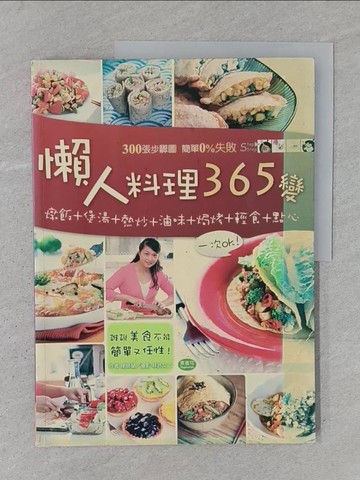 300張步驟圖 簡單0%失敗
懶人料理365變
燉飯+煲湯+熱炒+滷味+焗烤+輕食+點心
一次OK!
誰說美食不能
簡單又任性!